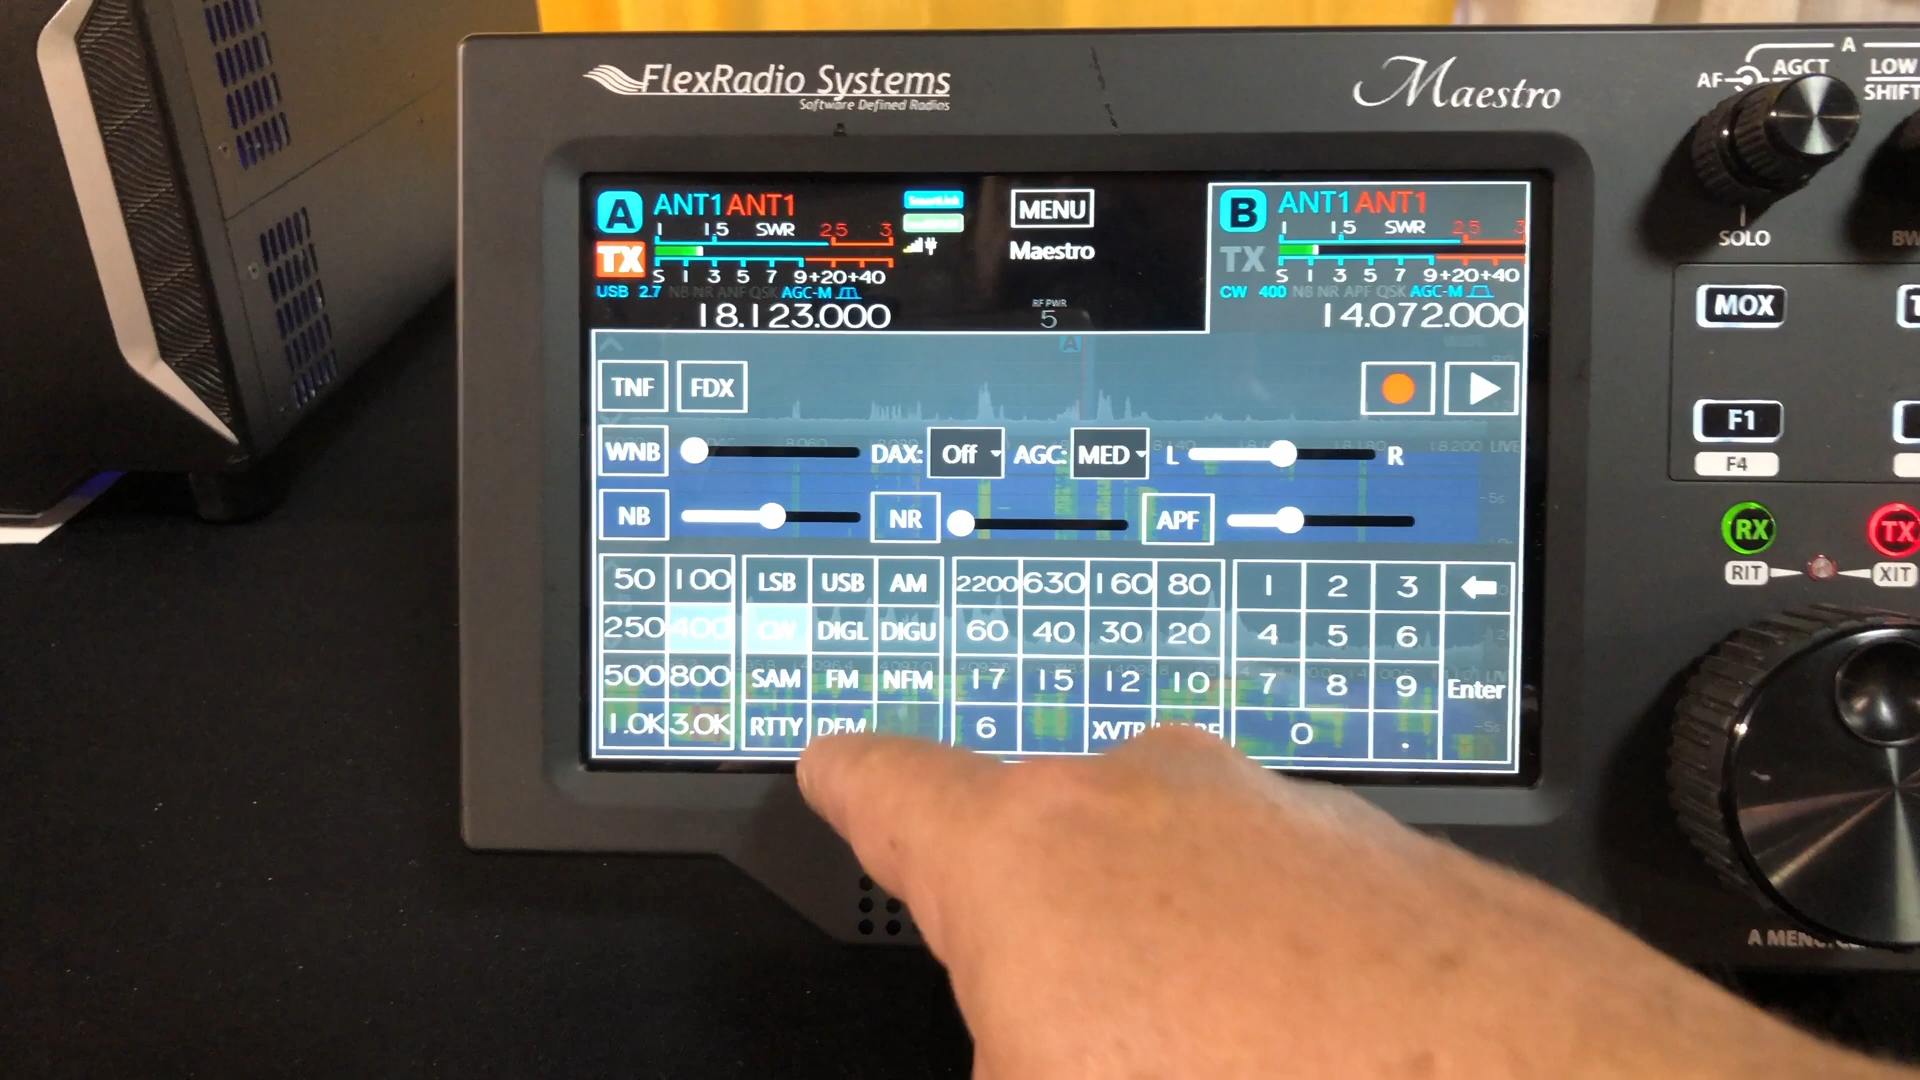 FlexRadio Systems
Software Defined Radios
Maestro
A
AF
AGCT
LOW
SHIFT
SOLO
MOX
F1
F4
RX
TX
RIT
XIT
A ANT1 ANT1
1 1.5 SWR 2.5 3
TX
S 1 3 5 7 9+20+40
USB 2.7 NB NR ANF QSK AGC-M
18.123.000
SmartLink
MENU
Maestro
RF PWR
5
B ANT1 ANT1
1 1.5 SWR 2.5 3
TX
S 1 3 5 7 9+20+40
CW 400 NB NR APF QSK AGC-M
14.072.000
A
TNF FDX
WNB DAX: Off AGC: MED L R
18.200 LIVE
-5s
NB NR APF
50 100 LSB USB AM 2200 630 160 80 1 2 3
250 400 CW DIGL DIGU 60 40 30 20 4 5 6
500 800 SAM FM NFM 17 15 12 10 7 8 9 Enter
1.0K 3.0K RTTY DFM 6 XVTR 0 .
-5s